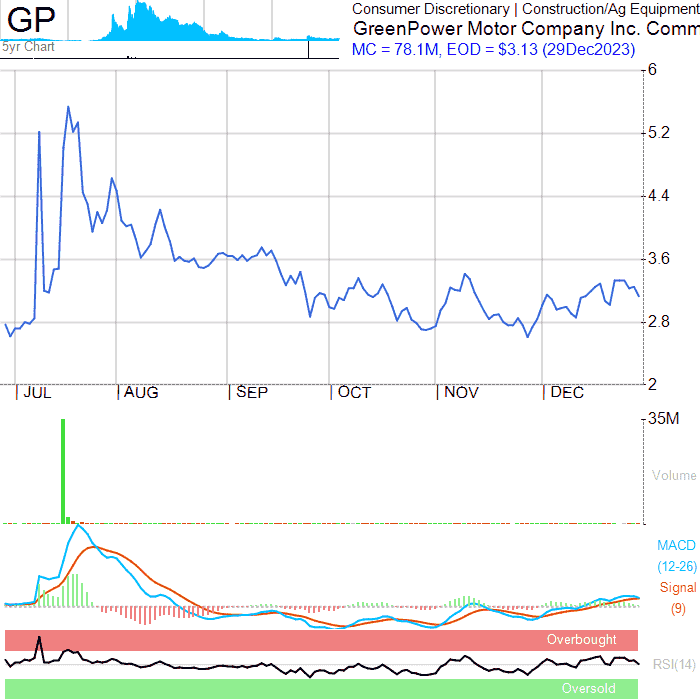 GP
5yr Chart
Consumer Discretionary | Construction/Ag Equipment
GreenPower Motor Company Inc. Comm
MC = 78.1M, EOD = $3.13 (29Dec2023)
6
5.2
4.4
3.6
2.8
2
JUL AUG SEP OCT NOV DEC
35M
Volume
MACD
(12-26)
Signal
(9)
Overbought
RSI(14)
Oversold